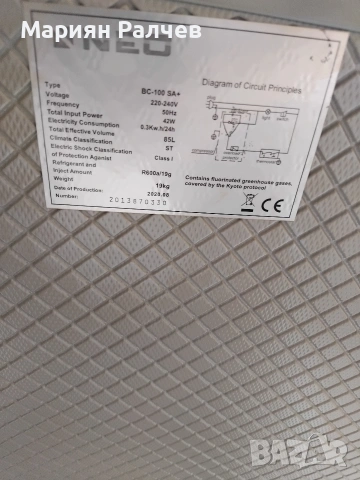 Мариян Ралчев
NEO
Diagram of Circuit Principles
Type BC-100 SA+
Voltage 220-240V
Frequency 50Hz
Total Input Power 42W
Electricity Consumption 0.3Kw.h/24h
Total Effective Volume 85L
Climate Classification ST
Electric Shock Classification
of Protection Against Class I
Refrigerant and
Inject Amount R600a/19g
Weight 19kg
Date of Production: 2020.08
Number: 2013870330
light
switch
Contains fluorinated greenhouse gases,
covered by the Kyoto protocol
CE
BAZAR